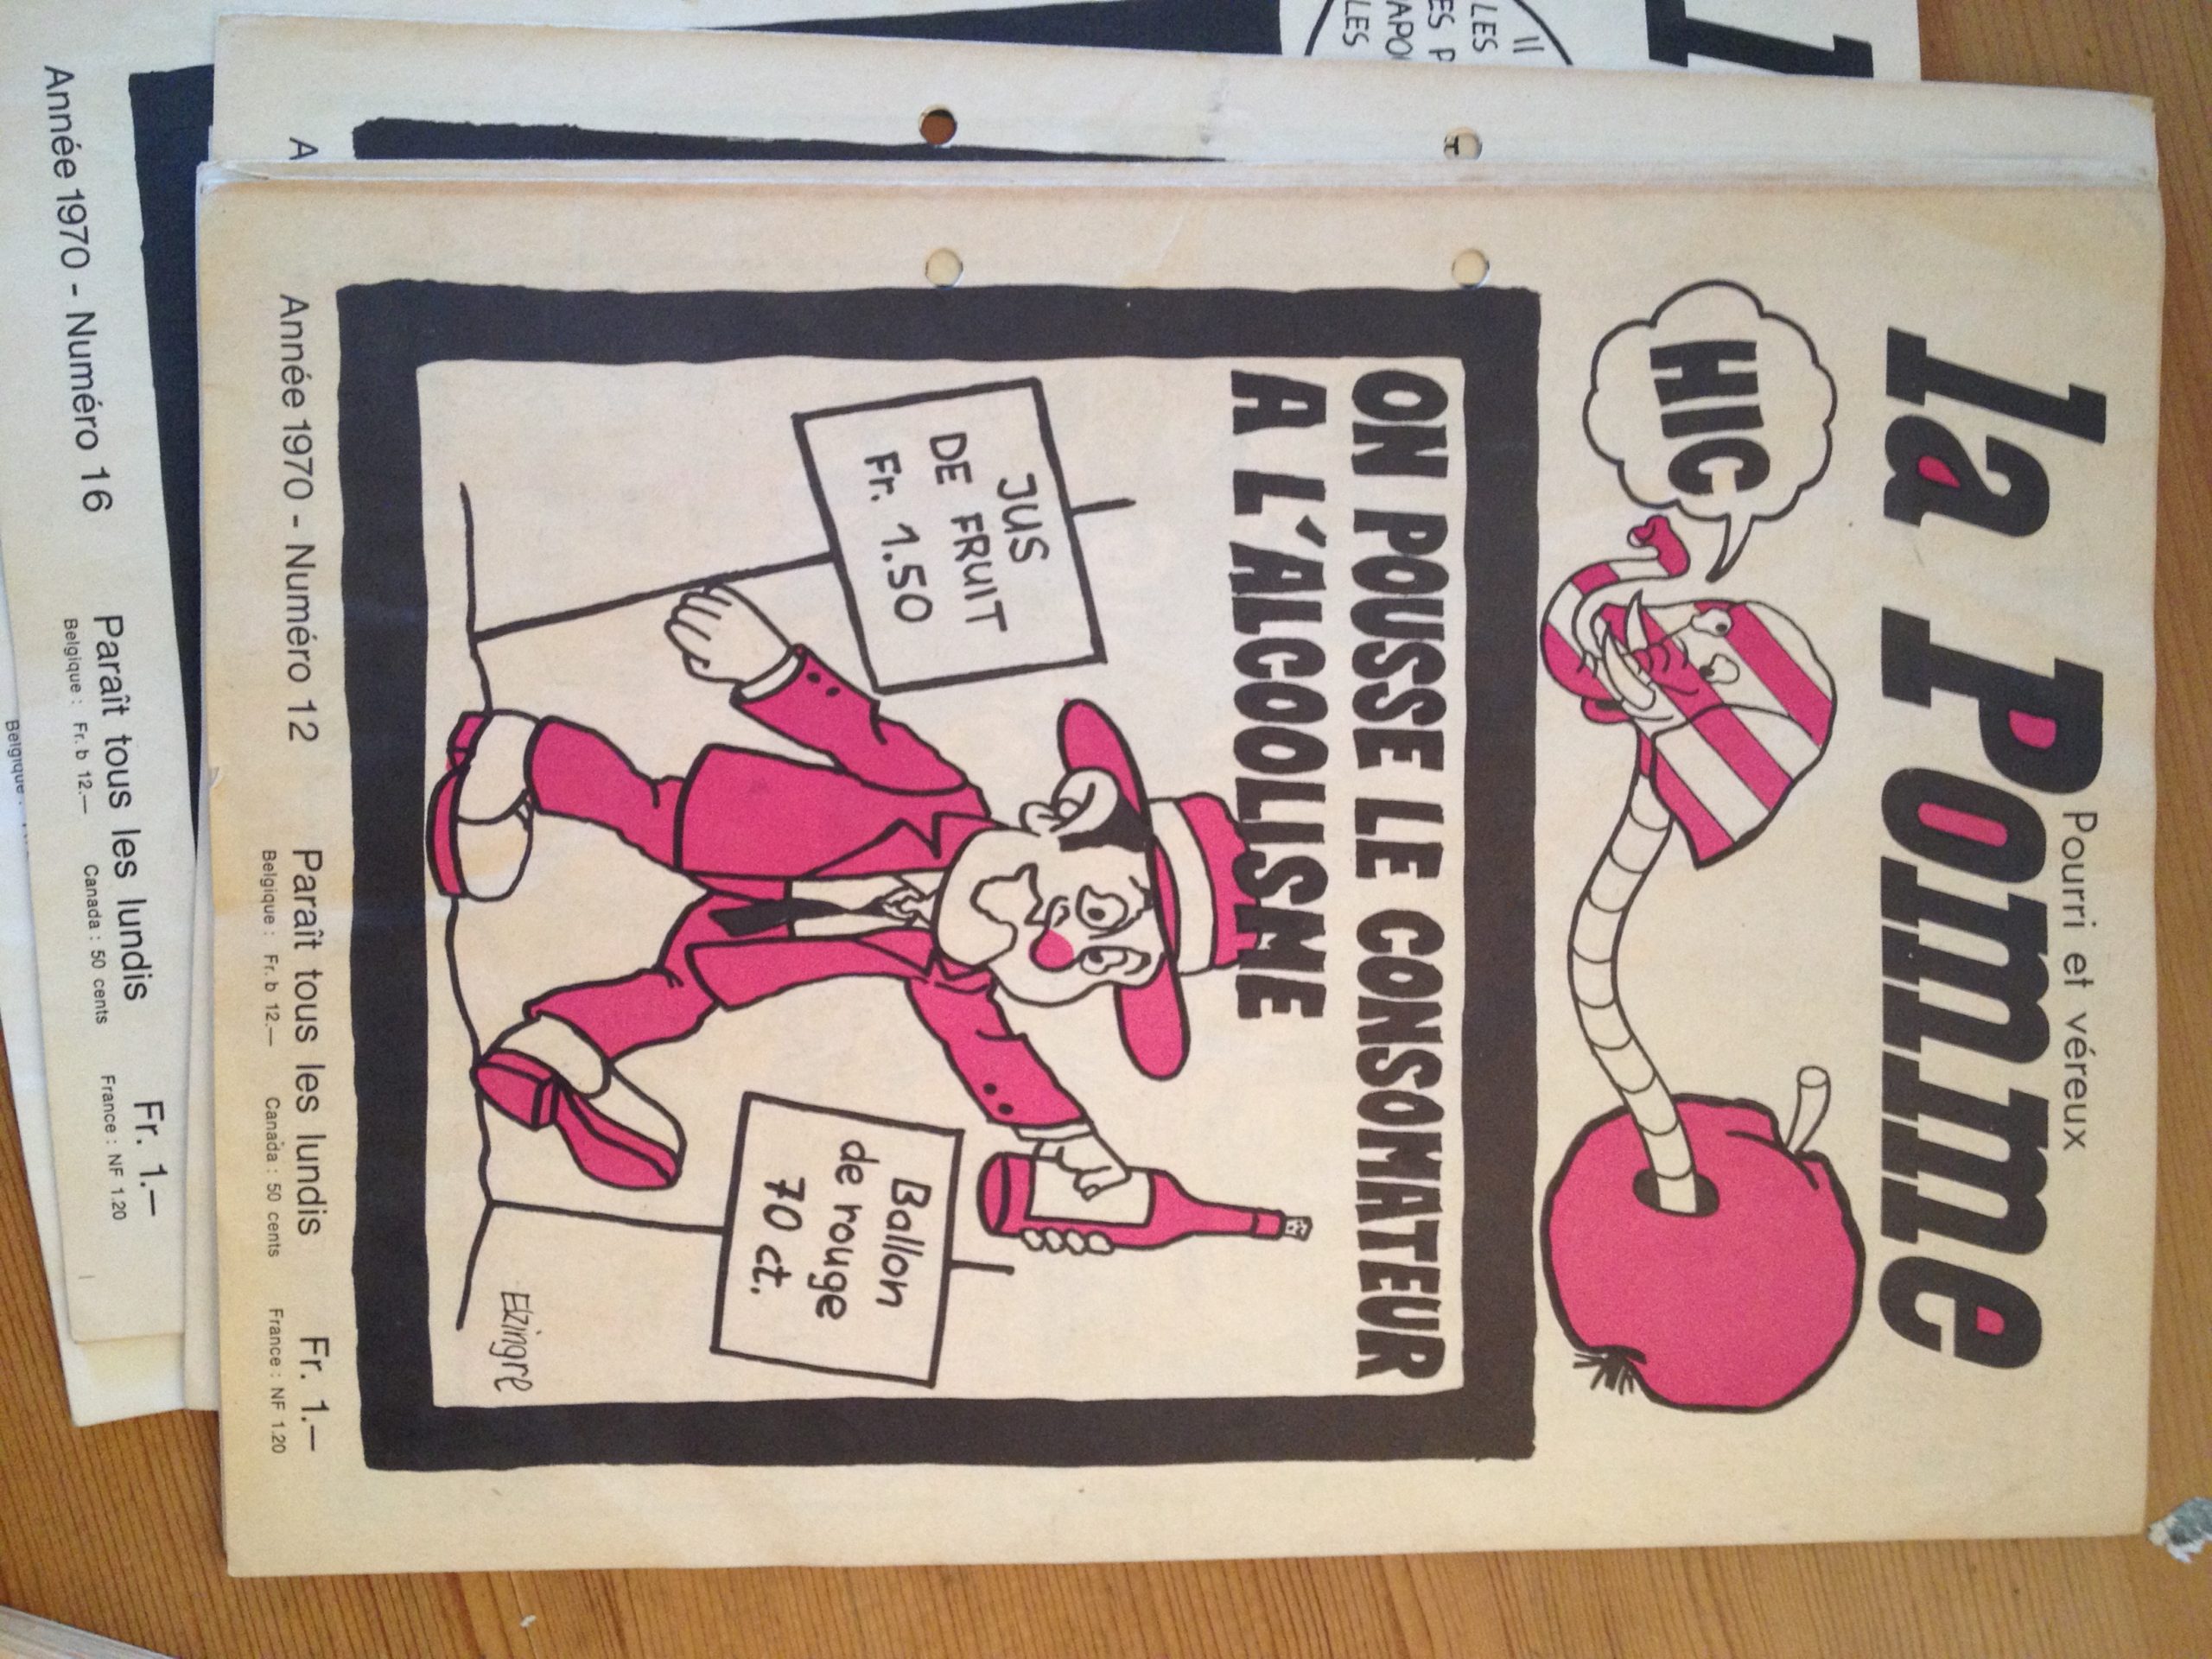 la Pomme
Pourri et véreux
HIC
ON POUSSE LE CONSOMATEUR
A L'ALCOOLISME
JUS
DE FRUIT
Fr. 1.50
Ballon
de rouge
70 ct.
Elzingre
Année 1970 - Numéro 12 Paraît tous les lundis Fr. 1.—
Belgique : Fr. b 12.— Canada : 50 cents France : NF 1.20
A
Année 1970 - Numéro 16 Paraît tous les lundis Fr. 1.—
Belgique : Fr. b 12.— Canada : 50 cents France : NF 1.20
Belgique :
LES